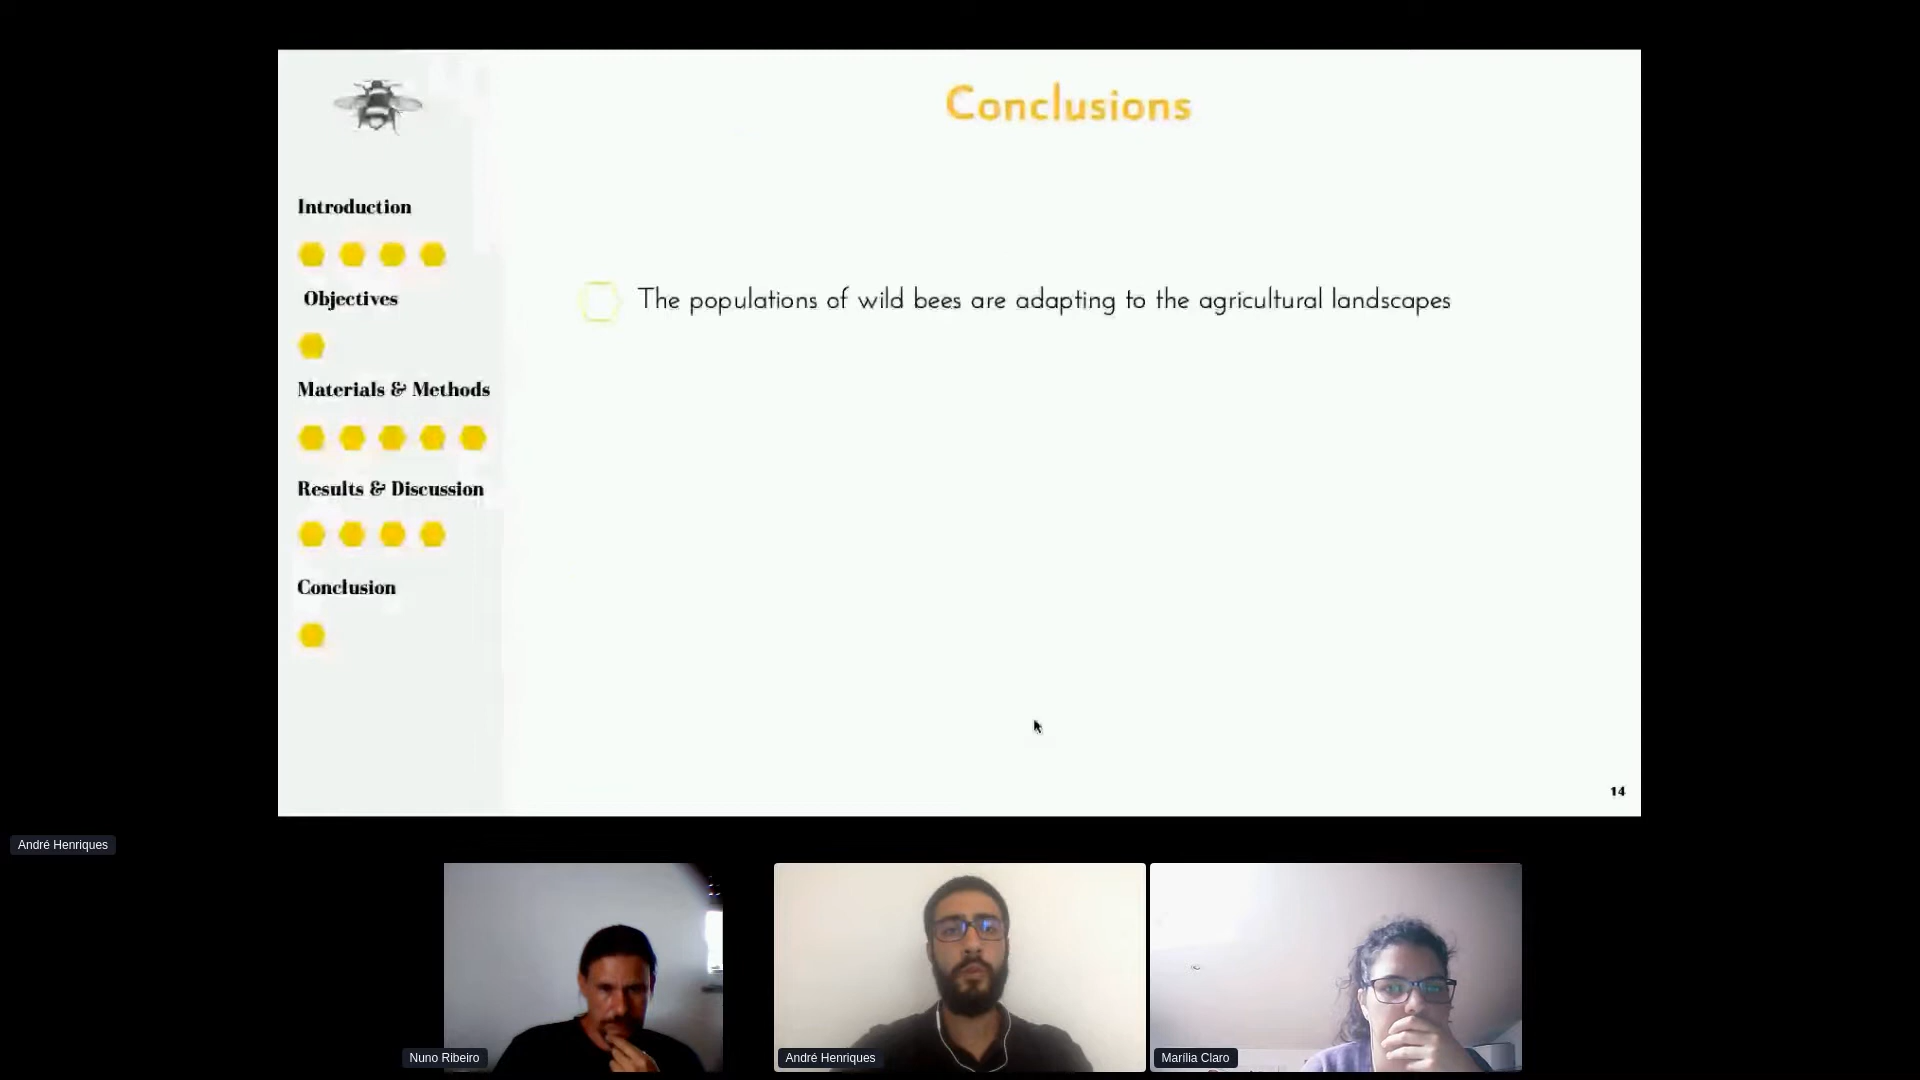 Conclusions
Introduction
Objectives
Materials & Methods
Results & Discussion
Conclusion
The populations of wild bees are adapting to the agricultural landscapes
14
André Henriques
Nuno Ribeiro
André Henriques
Marília Claro